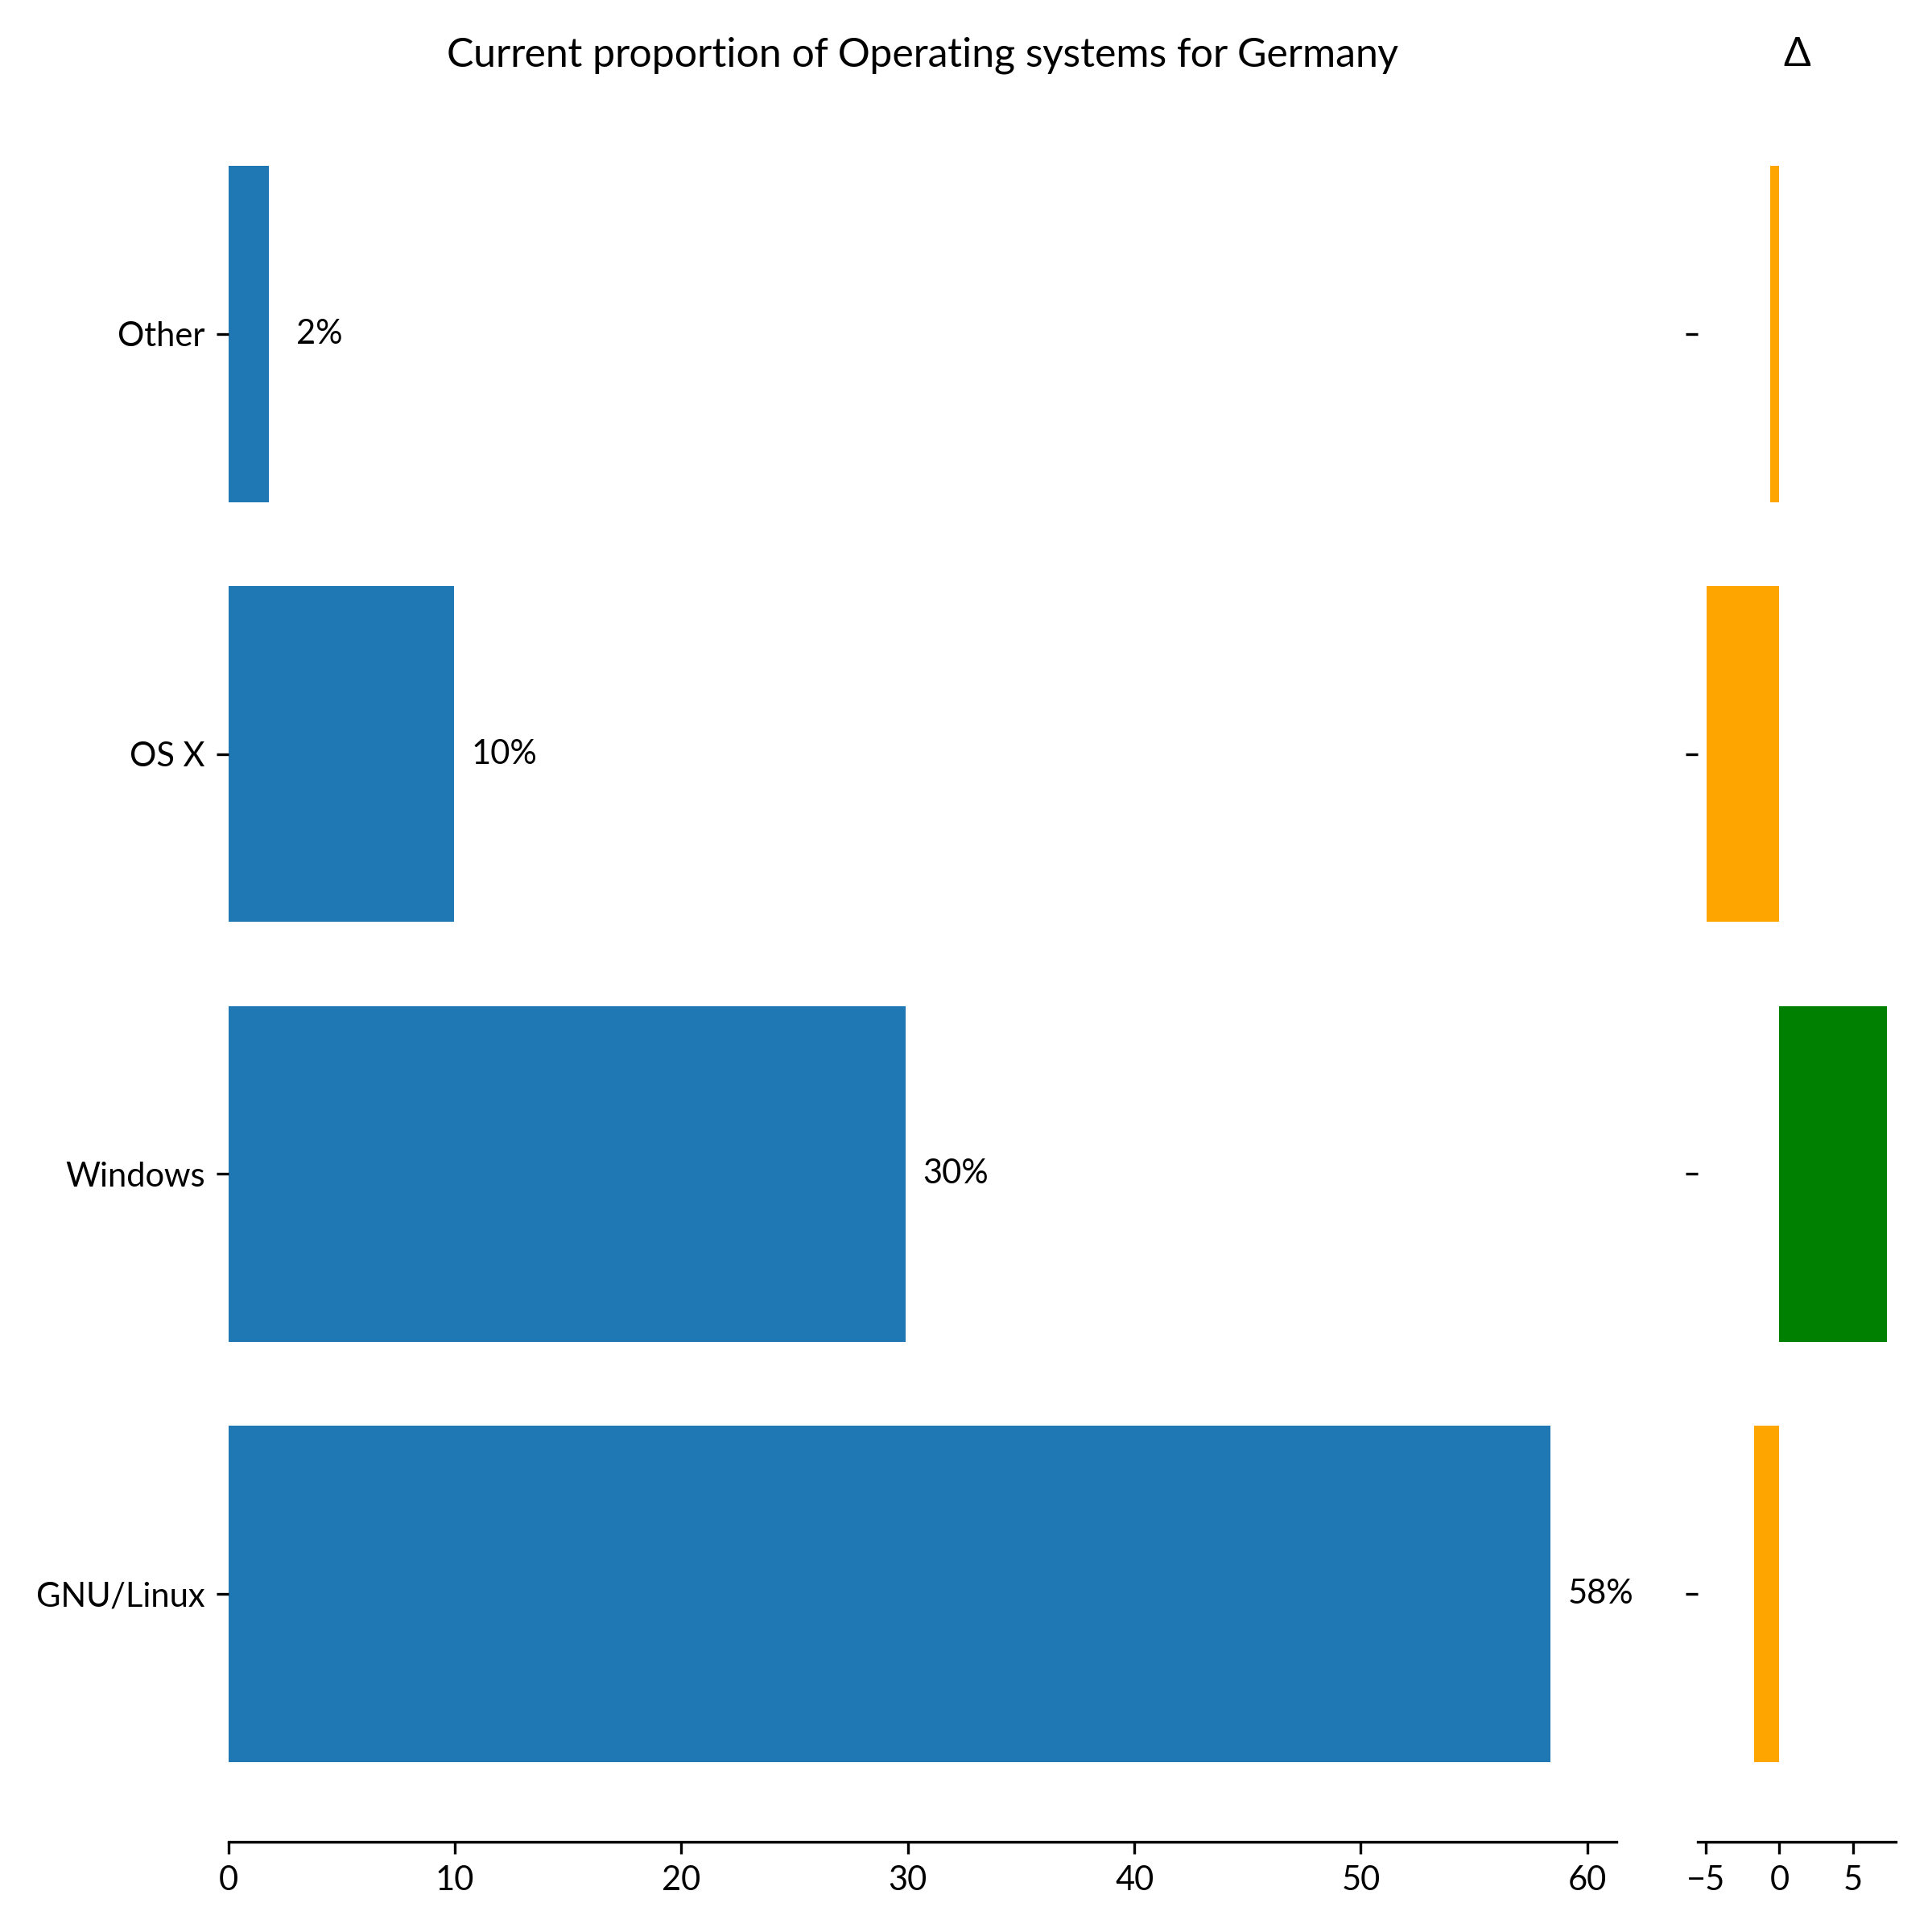 Current proportion of Operating systems for Germany
Δ
Other
2%
OS X
10%
Windows
30%
GNU/Linux
58%
0 10 20 30 40 50 60
−5 0 5